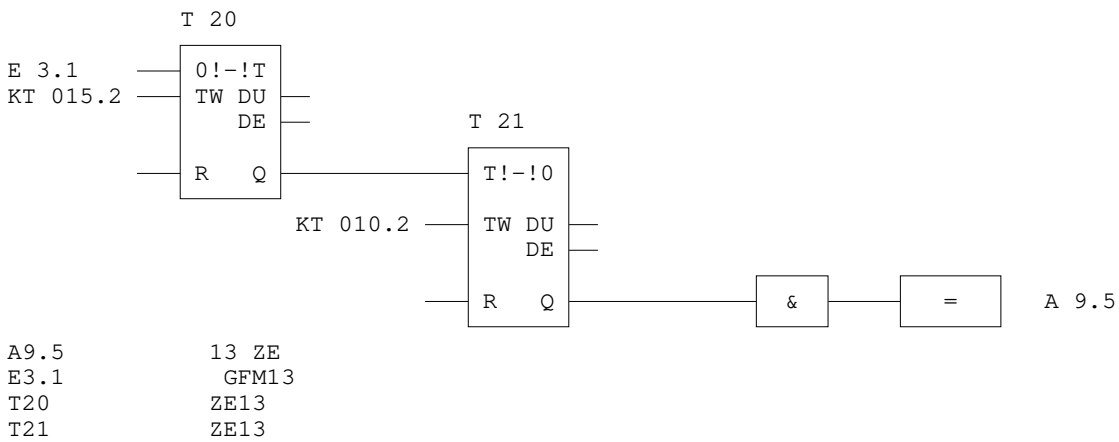 T 20
E 3.1 0!-!T
KT 015.2 TW DU
DE
T 21
R Q T!-!0
KT 010.2 TW DU
DE
R Q & = A 9.5
A9.5 13 ZE
E3.1 GFM13
T20 ZE13
T21 ZE13